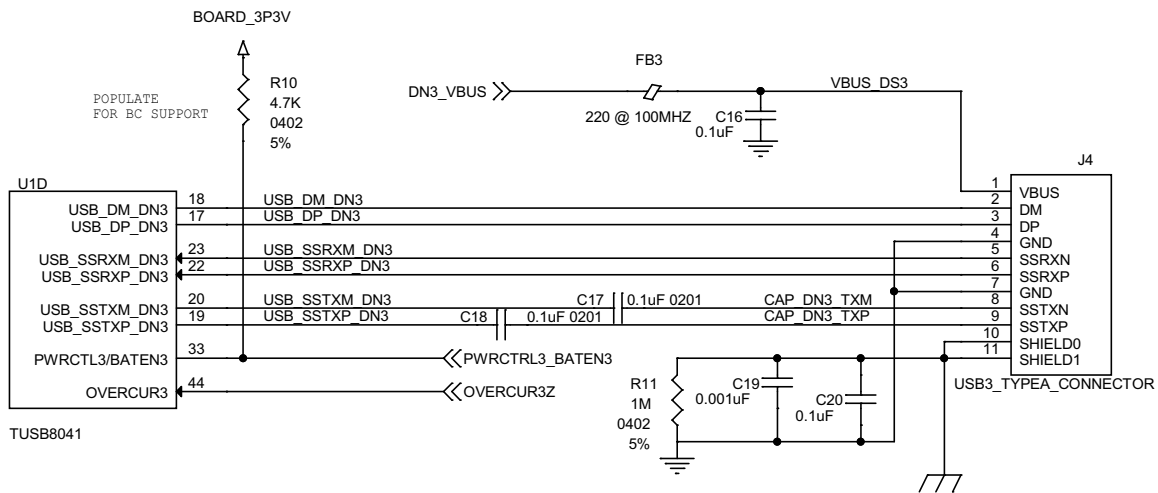 BOARD_3P3V
POPULATE
FOR BC SUPPORT
R10
4.7K
0402
5%
DN3_VBUS
FB3
220 @ 100MHZ
VBUS_DS3
C16
0.1uF
J4
U1D
USB_DM_DN3 18 USB_DM_DN3
USB_DP_DN3 17 USB_DP_DN3
USB_SSRXM_DN3 23 USB_SSRXM_DN3
USB_SSRXP_DN3 22 USB_SSRXP_DN3
USB_SSTXM_DN3 20 USB_SSTXM_DN3 C17 0.1uF 0201 CAP_DN3_TXM
USB_SSTXP_DN3 19 USB_SSTXP_DN3 C18 0.1uF 0201 CAP_DN3_TXP
PWRCTL3/BATEN3 33 PWRCTRL3_BATEN3
OVERCUR3 44 OVERCUR3Z
TUSB8041
1 VBUS
2 DM
3 DP
4 GND
5 SSRXN
6 SSRXP
7 GND
8 SSTXN
9 SSTXP
10 SHIELD0
11 SHIELD1
USB3_TYPEA_CONNECTOR
R11
1M
0402
5%
C19
0.001uF
C20
0.1uF